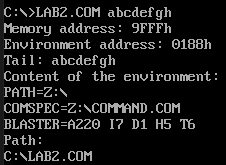 C:\>LAB2.COM abcdefgh
Memory address: 9FFFh
Environment address: 0188h
Tail: abcdefgh
Content of the environment:
PATH=Z:\
COMSPEC=Z:\COMMAND.COM
BLASTER=A220 I7 D1 H5 T6
Path:
C:\LAB2.COM